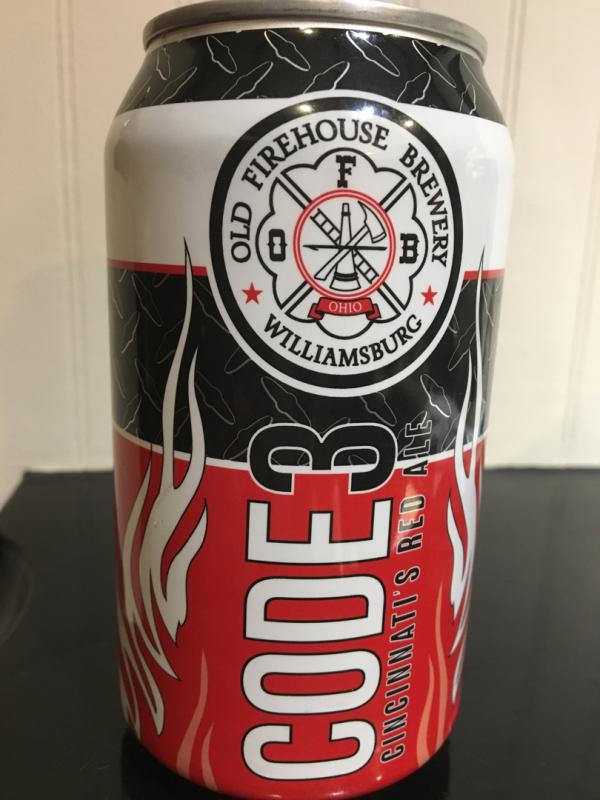 OLD FIREHOUSE BREWERY
F
O B
OHIO
WILLIAMSBURG
CODE 3
CINCINNATI'S RED ALE